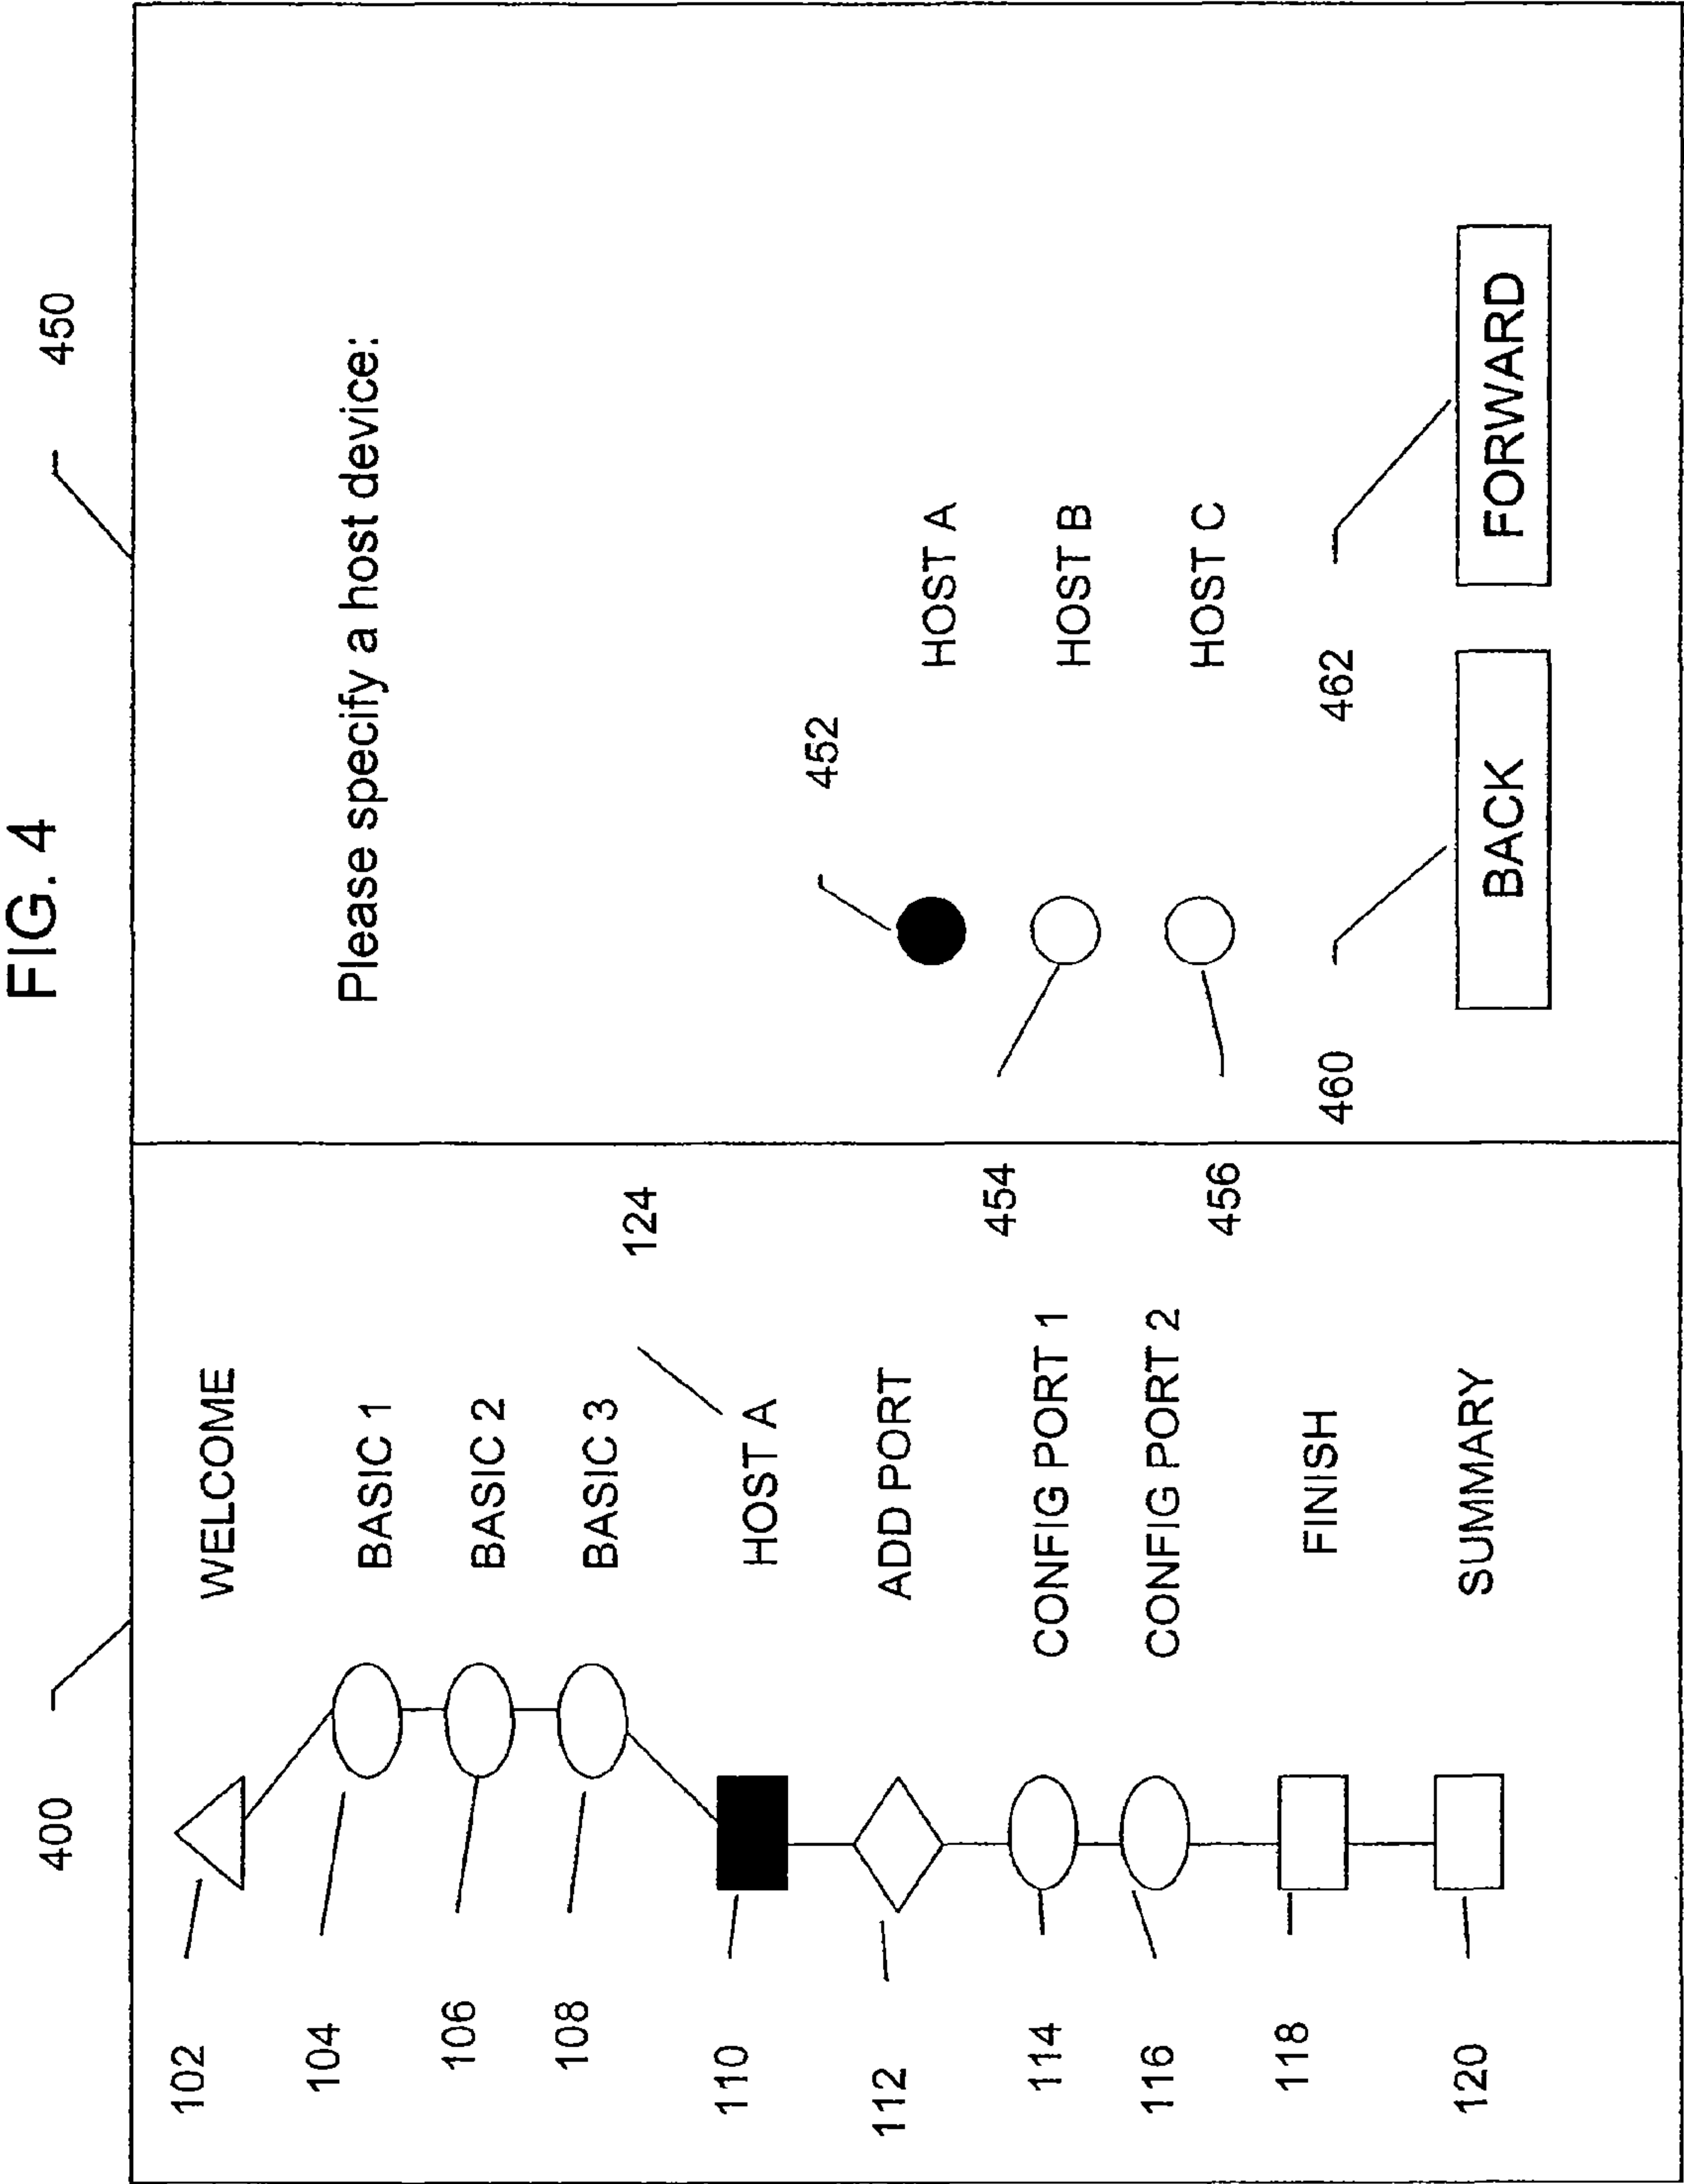 FIG. 4
400
450
102
WELCOME
104
BASIC 1
106
BASIC 2
108
BASIC 3
124
110
HOST A
112
ADD PORT
114
CONFIG PORT 1
116
CONFIG PORT 2
118
FINISH
120
SUMMARY
Please specify a host device:
452
HOST A
454
HOST B
456
HOST C
460
462
BACK
FORWARD